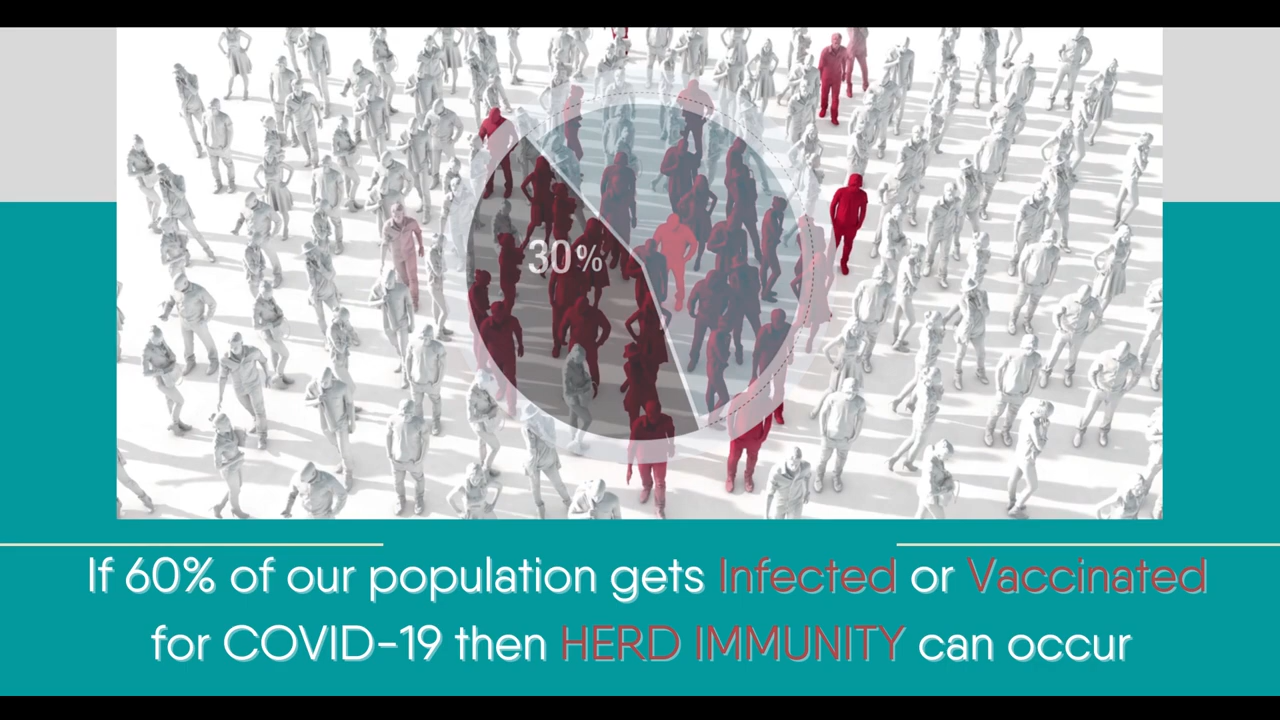 30%
If 60% of our population gets Infected or Vaccinated
for COVID-19 then HERD IMMUNITY can occur